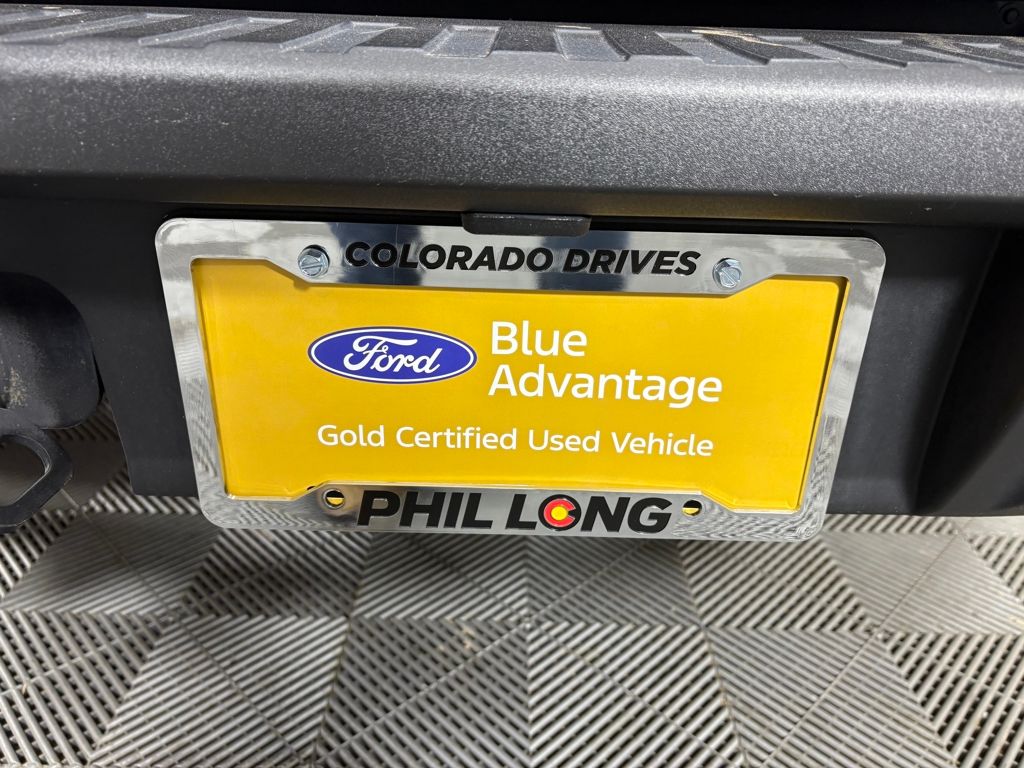 COLORADO DRIVES
Ford
Blue
Advantage
Gold Certified Used Vehicle
PHIL LONG